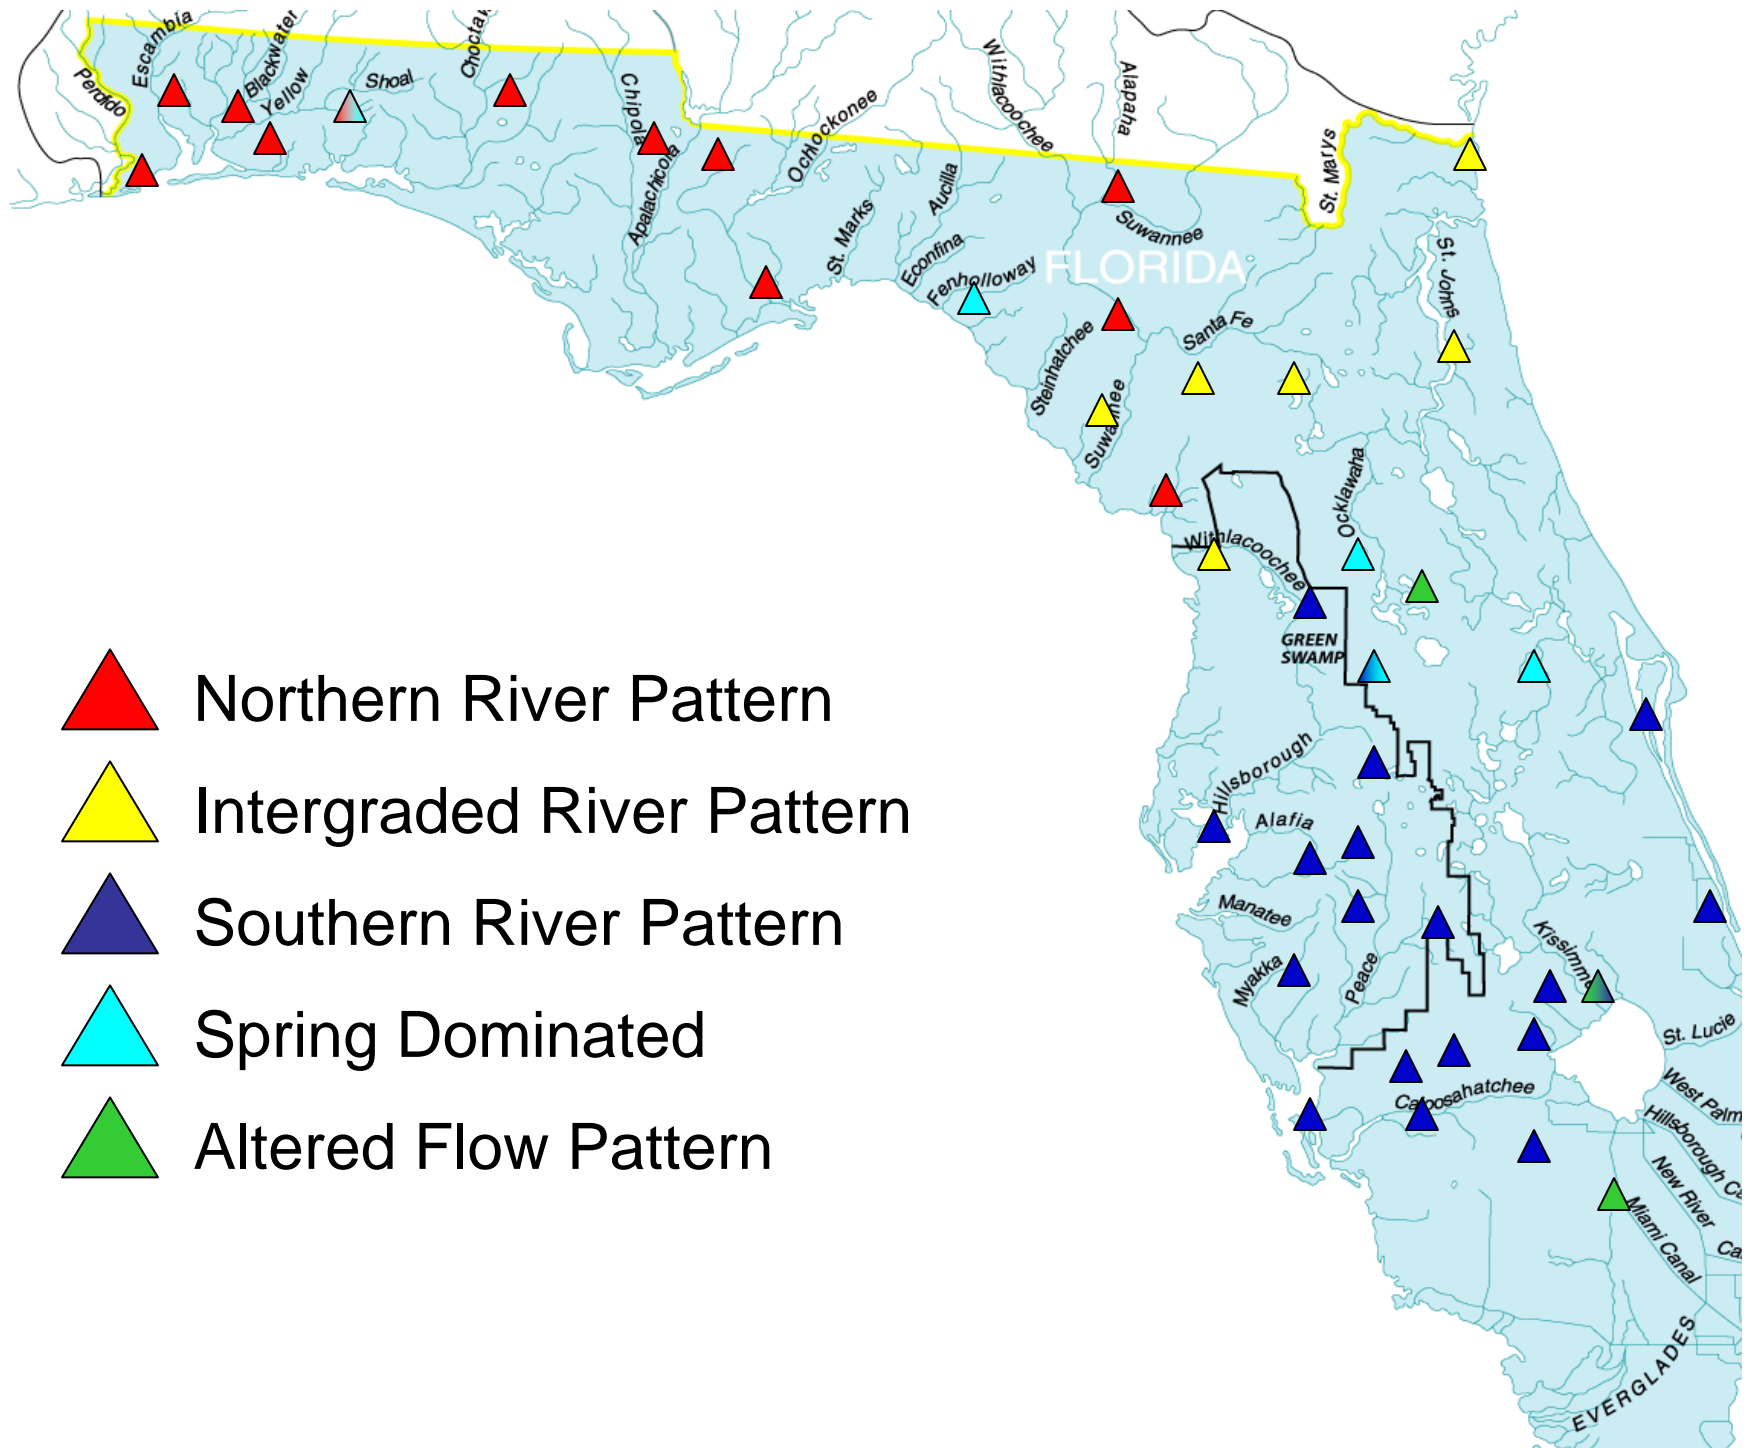 Escambia
Blackwater
Choctaw
Perdido
Yellow
Shoal
Chipola
Apalachicola
Ochlockonee
Withlacoochee
Alapaha
St. Marys
Aucilla
St. Marks
Suwannee
Econfina
Fenholloway
FLORIDA
St. Johns
Steinhatchee
Santa Fe
Suwannee
Ocklawaha
Withlacoochee
GREEN
SWAMP
Northern River Pattern
Intergraded River Pattern
Southern River Pattern
Spring Dominated
Altered Flow Pattern
Hillsborough
Alafia
Manatee
Myakka
Peace
Kissimme
St. Lucie
Caloosahatchee
West Palm
Hillsborough Ca
New River
Miami Canal
Ca
EVERGLADES